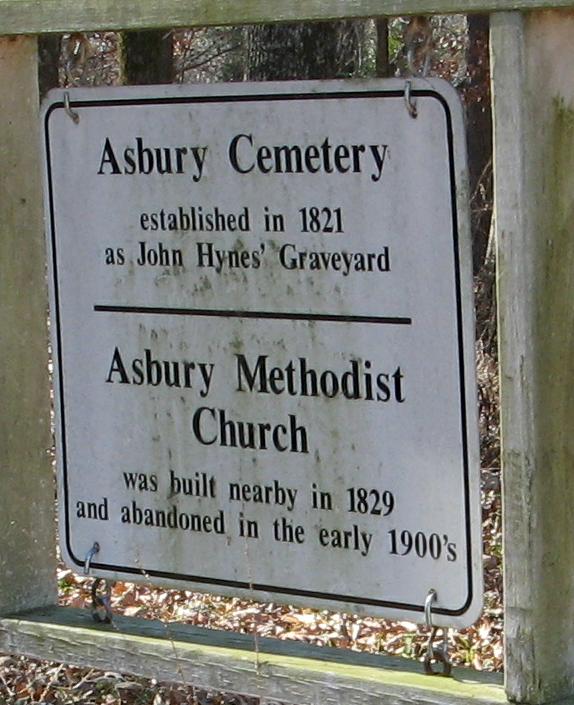 Asbury Cemetery
established in 1821
as John Hynes' Graveyard
Asbury Methodist
Church
was built nearby in 1829
and abandoned in the early 1900's